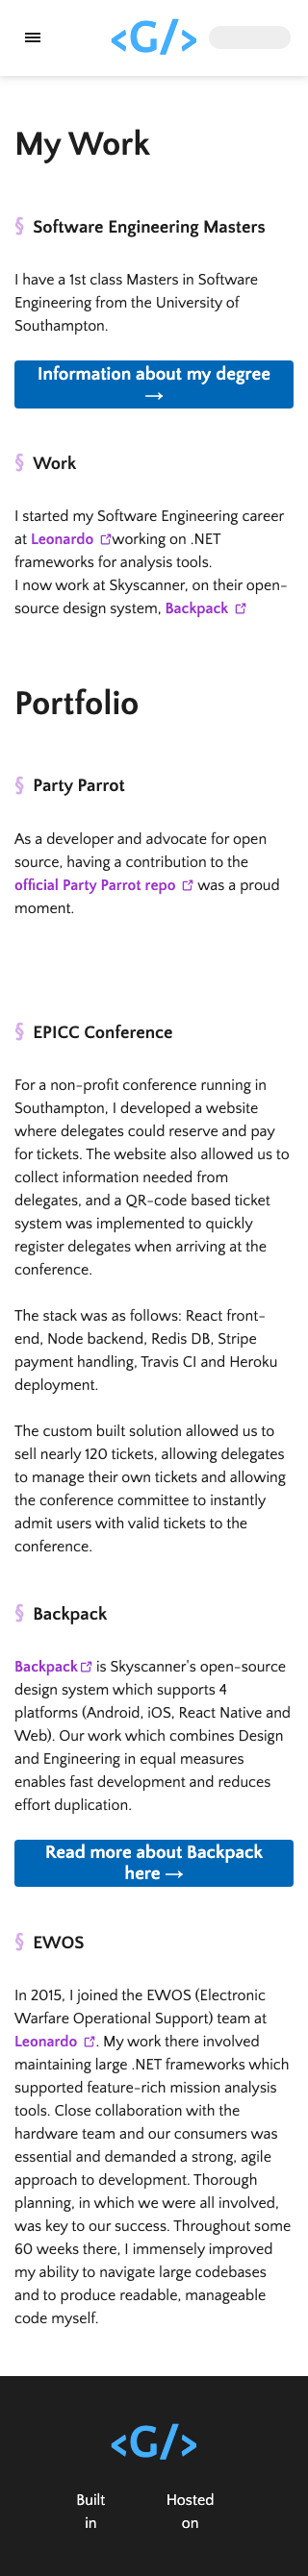 <G/>
My Work
§ Software Engineering Masters
I have a 1st class Masters in Software
Engineering from the University of
Southampton.
Information about my degree
→
§ Work
I started my Software Engineering career
at Leonardo working on .NET
frameworks for analysis tools.
I now work at Skyscanner, on their open-
source design system, Backpack
Portfolio
§ Party Parrot
As a developer and advocate for open
source, having a contribution to the
official Party Parrot repo was a proud
moment.
§ EPICC Conference
For a non-profit conference running in
Southampton, I developed a website
where delegates could reserve and pay
for tickets. The website also allowed us to
collect information needed from
delegates, and a QR-code based ticket
system was implemented to quickly
register delegates when arriving at the
conference.
The stack was as follows: React front-
end, Node backend, Redis DB, Stripe
payment handling, Travis CI and Heroku
deployment.
The custom built solution allowed us to
sell nearly 120 tickets, allowing delegates
to manage their own tickets and allowing
the conference committee to instantly
admit users with valid tickets to the
conference.
§ Backpack
Backpack is Skyscanner's open-source
design system which supports 4
platforms (Android, iOS, React Native and
Web). Our work which combines Design
and Engineering in equal measures
enables fast development and reduces
effort duplication.
Read more about Backpack
here →
§ EWOS
In 2015, I joined the EWOS (Electronic
Warfare Operational Support) team at
Leonardo . My work there involved
maintaining large .NET frameworks which
supported feature-rich mission analysis
tools. Close collaboration with the
hardware team and our consumers was
essential and demanded a strong, agile
approach to development. Thorough
planning, in which we were all involved,
was key to our success. Throughout some
60 weeks there, I immensely improved
my ability to navigate large codebases
and to produce readable, manageable
code myself.
<G/>
Built Hosted
in on